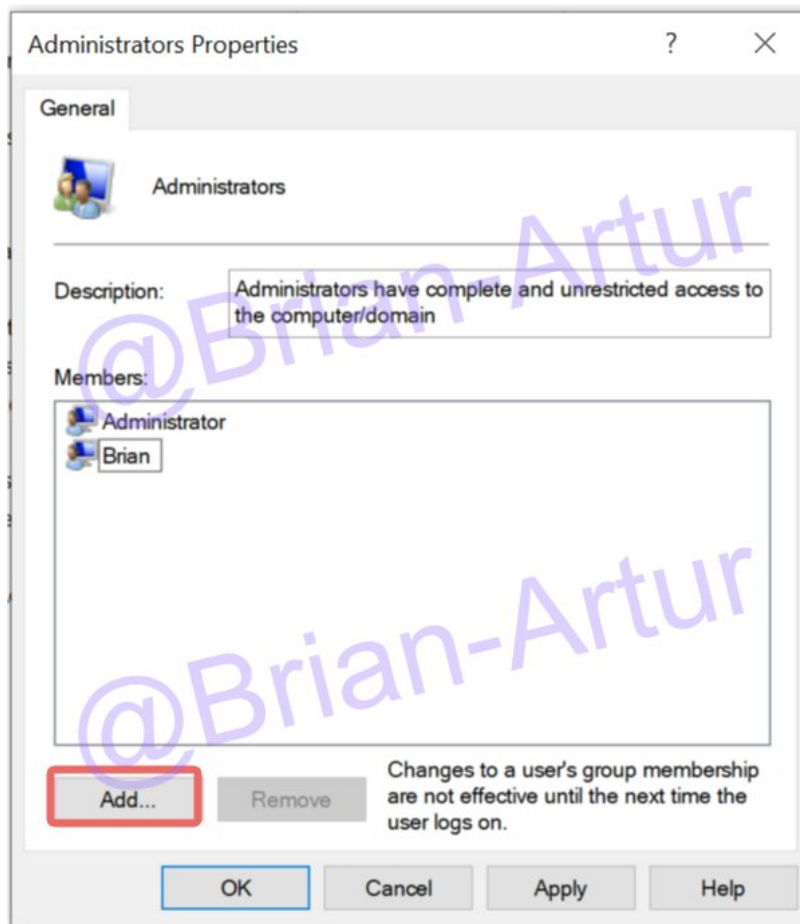 Administrators Properties
?
General
Administrators
Description:
Administrators have complete and unrestricted access to
the computer/domain
Members:
Administrator
Brian
@Brian-Artur
@Brian-Artur
Add...
Remove
Changes to a user's group membership
are not effective until the next time the
user logs on.
OK
Cancel
Apply
Help